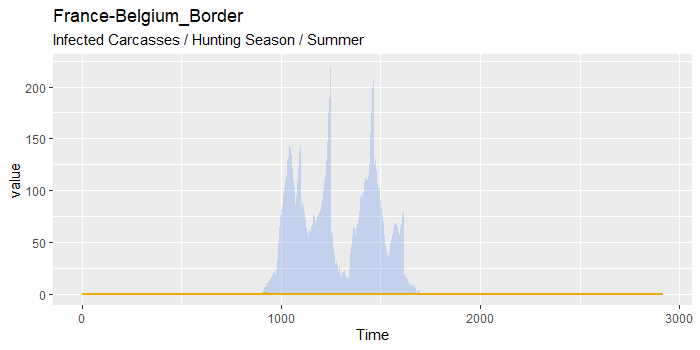 France-Belgium_Border
Infected Carcasses / Hunting Season / Summer
200
150
100
50
0
value
0 1000 2000 3000
Time